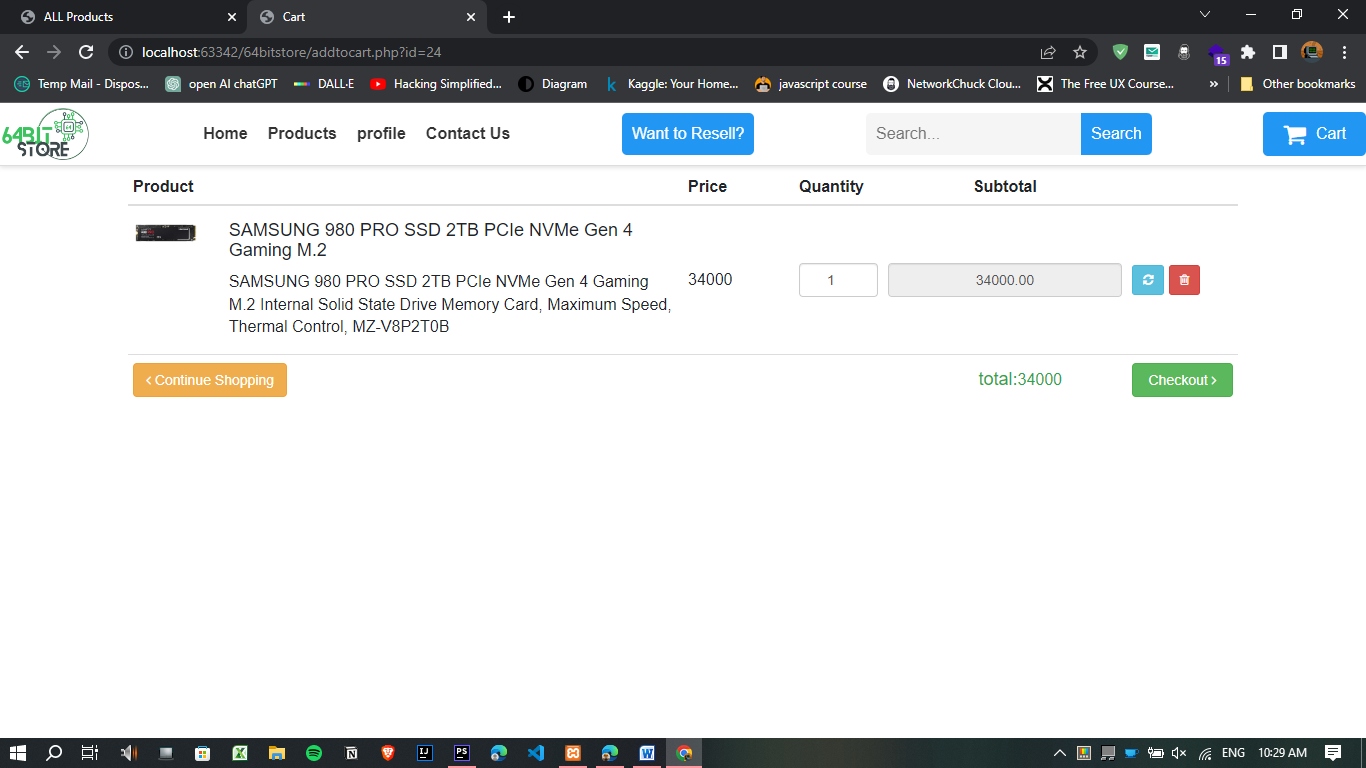 ALL Products
Cart
localhost:63342/64bitstore/addtocart.php?id=24
15
Temp Mail - Dispos...
open AI chatGPT
DALL·E
Hacking Simplified...
Diagram
Kaggle: Your Home...
javascript course
NetworkChuck Clou...
The Free UX Course...
»
Other bookmarks
64BIT
STORE
Home
Products
profile
Contact Us
Want to Resell?
Search...
Search
Cart
Product
Price
Quantity
Subtotal
SAMSUNG 980 PRO SSD 2TB PCIe NVMe Gen 4
Gaming M.2
SAMSUNG 980 PRO SSD 2TB PCIe NVMe Gen 4 Gaming
M.2 Internal Solid State Drive Memory Card, Maximum Speed,
Thermal Control, MZ-V8P2T0B
34000
1
34000.00
‹ Continue Shopping
total:34000
Checkout ›
ENG
10:29 AM